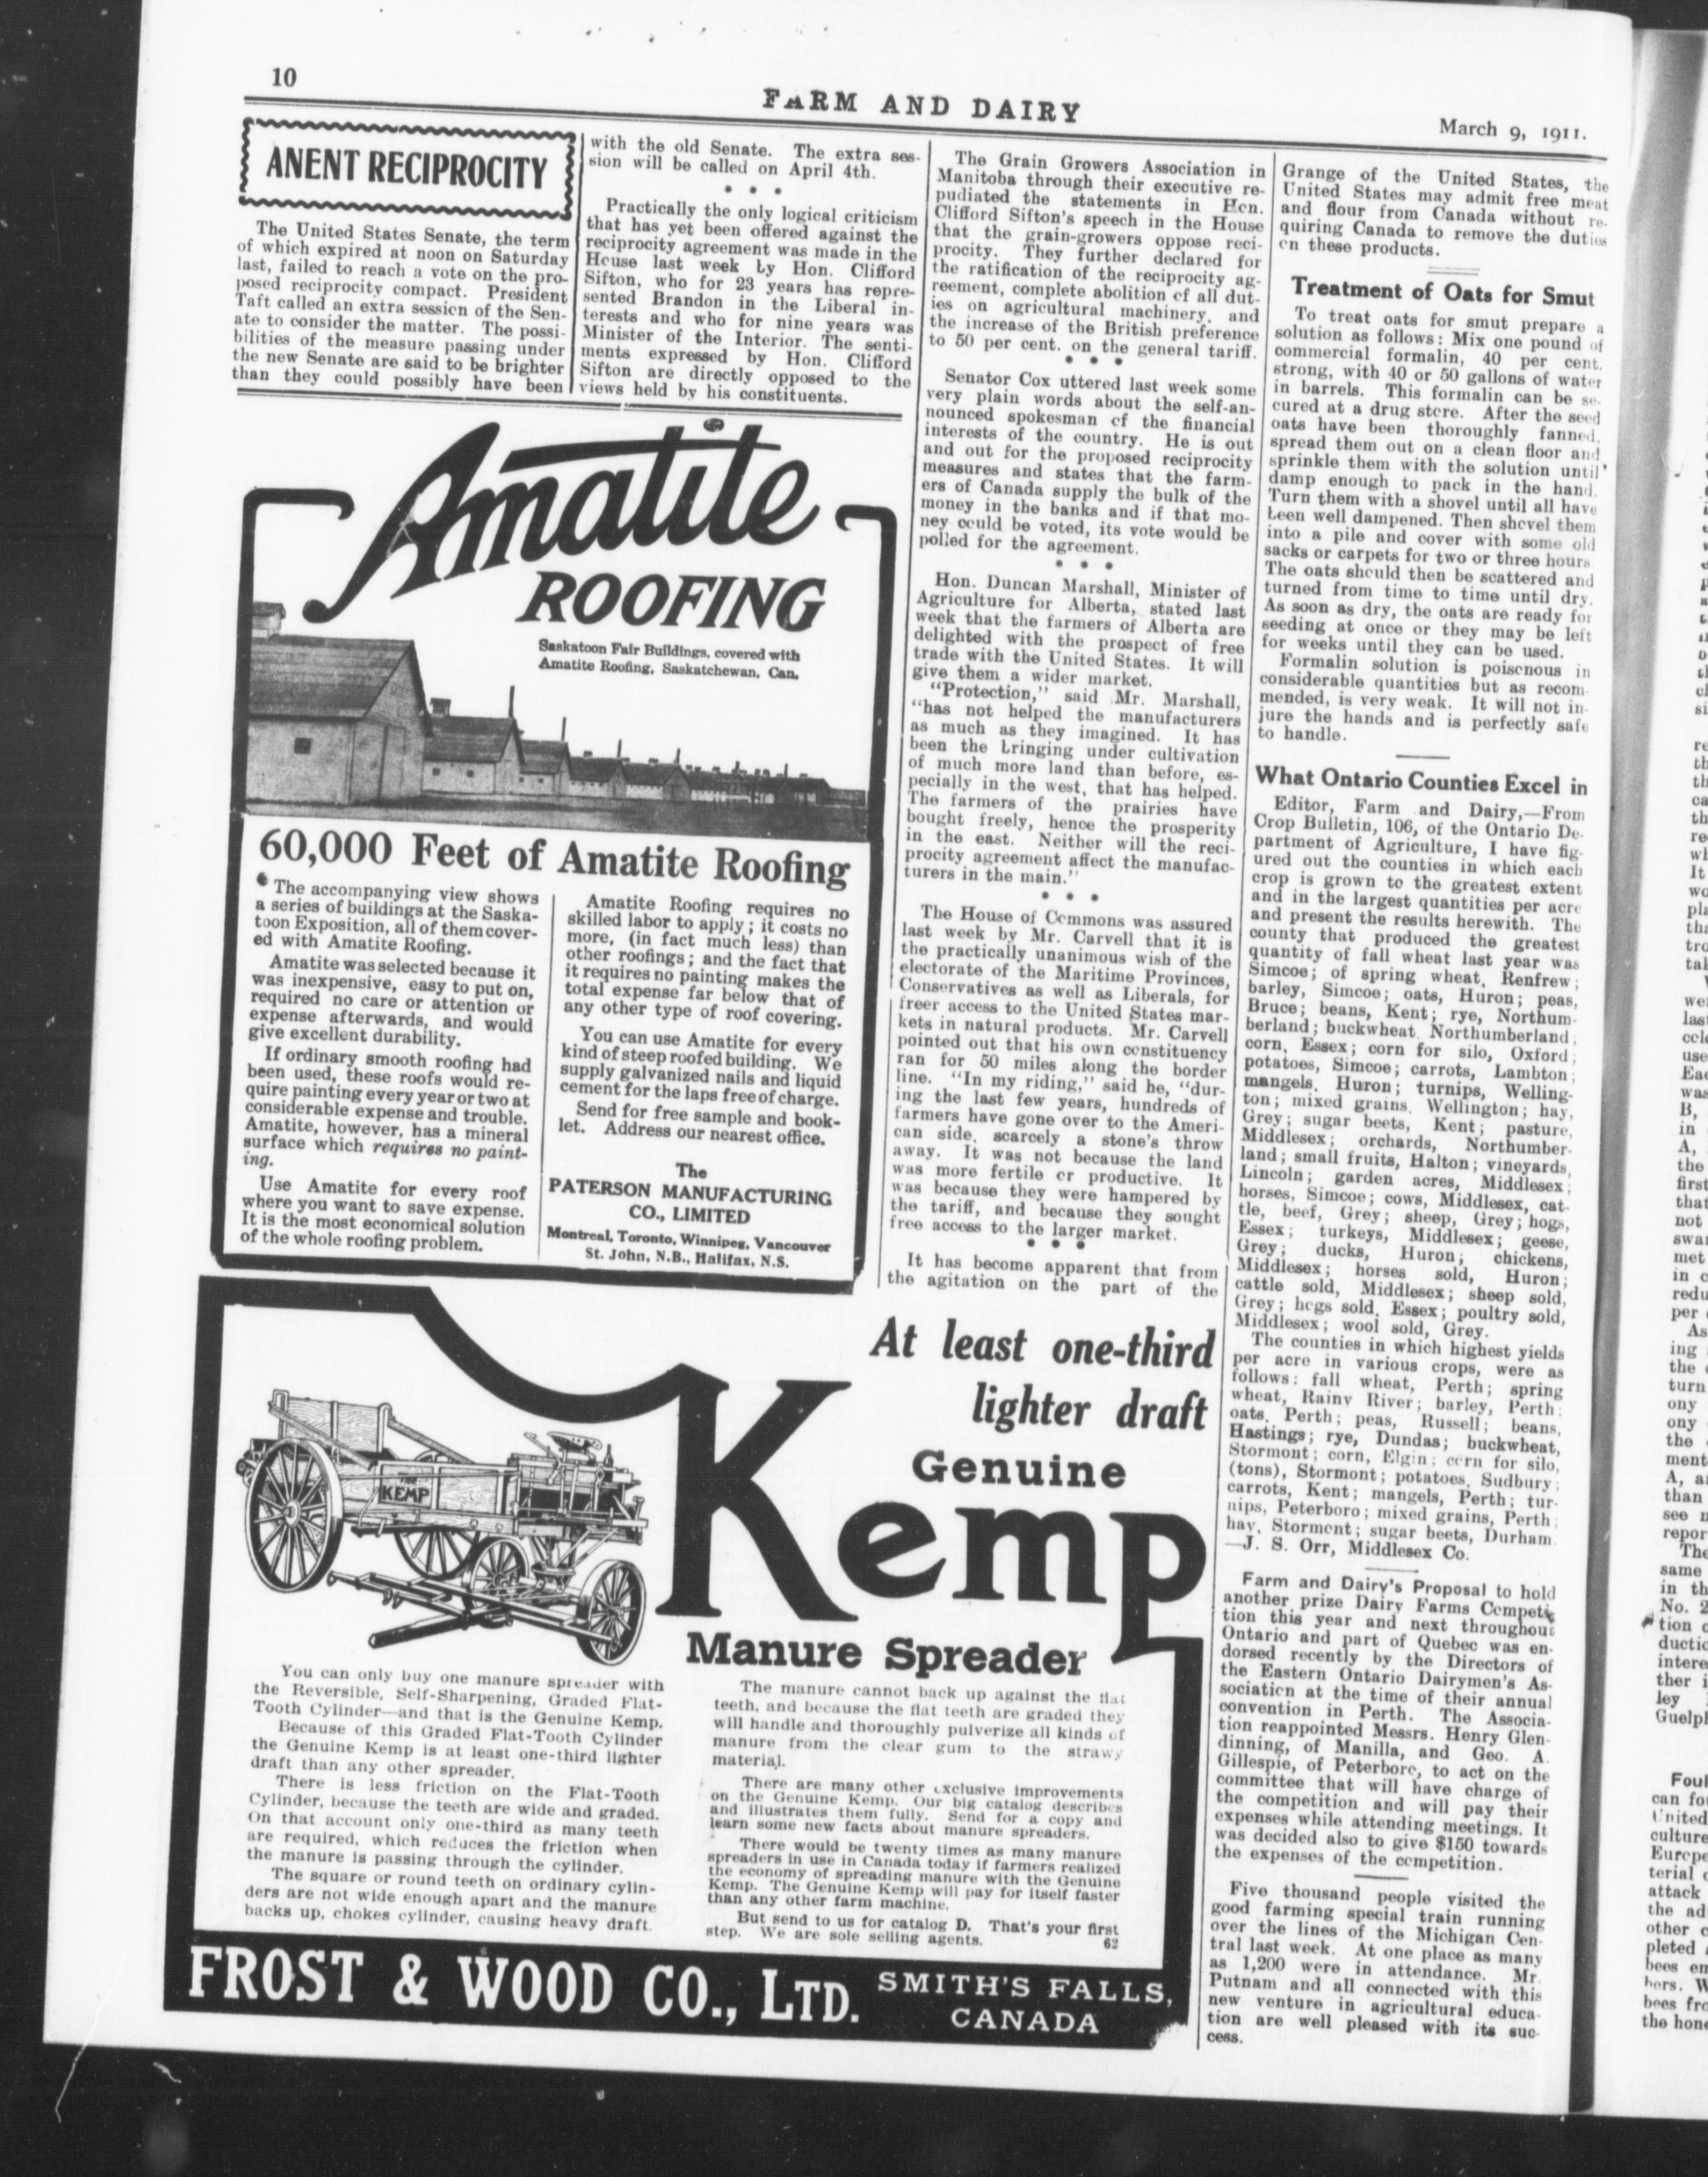 10
FARM AND DAIRY
March 9, 1911.
ANENT RECIPROCITY
The United States Senate, the term
of which expired at noon on Saturday
last, failed to reach a vote on the pro-
posed reciprocity compact. President
Taft called an extra session of the Sen-
ate to consider the matter. The possi-
bilities of the measure passing under
the new Senate are said to be brighter
than they could possibly have been
with the old Senate. The extra ses-
sion will be called on April 4th.
* * *
Practically the only logical criticism
that has yet been offered against the
reciprocity agreement was made in the
House last week by Hon. Clifford
Sifton, who for 23 years has repre-
sented Brandon in the Liberal in-
terests and who for nine years was
Minister of the Interior. The senti-
ments expressed by Hon. Clifford
Sifton are directly opposed to the
views held by his constituents.
The Grain Growers Association in
Manitoba through their executive re-
pudiated the statements in Hon.
Clifford Sifton's speech in the House
that the grain-growers oppose reci-
procity. They further declared for
the ratification of the reciprocity ag-
reement, complete abolition of all dut-
ies on agricultural machinery, and
the increase of the British preference
to 50 per cent. on the general tariff.
* * *
Senator Cox uttered last week some
very plain words about the self-an-
nounced spokesman of the financial
interests of the country. He is out
and out for the proposed reciprocity
measures and states that the farm-
ers of Canada supply the bulk of the
money in the banks and if that mo-
ney could be voted, its vote would be
polled for the agreement.
* * *
Hon. Duncan Marshall, Minister of
Agriculture for Alberta, stated last
week that the farmers of Alberta are
delighted with the prospect of free
trade with the United States. It will
give them a wider market.
"Protection," said Mr. Marshall,
"has not helped the manufacturers
as much as they imagined. It has
been the bringing under cultivation
of much more land than before, es-
pecially in the west, that has helped.
The farmers of the prairies have
bought freely, hence the prosperity
in the east. Neither will the reci-
procity agreement affect the manufac-
turers in the main."
* * *
The House of Commons was assured
last week by Mr. Carvell that it is
the practically unanimous wish of the
electorate of the Maritime Provinces,
Conservatives as well as Liberals, for
freer access to the United States mar-
kets in natural products. Mr. Carvell
pointed out that his own constituency
ran for 50 miles along the border
line. "In my riding," said he, "dur-
ing the last few years, hundreds of
farmers have gone over to the Ameri-
can side, scarcely a stone's throw
away. It was not because the land
was more fertile or productive. It
was because they were hampered by
the tariff, and because they sought
free access to the larger market.
* * *
It has become apparent that from
the agitation on the part of the
Grange of the United States, the
United States may admit free meat
and flour from Canada without re-
quiring Canada to remove the duties
on these products.
Treatment of Oats for Smut
To treat oats for smut prepare a
solution as follows: Mix one pound of
commercial formalin, 40 per cent.
strong, with 40 or 50 gallons of water
in barrels. This formalin can be se-
cured at a drug store. After the seed
oats have been thoroughly fanned,
spread them out on a clean floor and
sprinkle them with the solution until
damp enough to pack in the hand.
Turn them with a shovel until all have
been well dampened. Then shovel them
into a pile and cover with some old
sacks or carpets for two or three hours
The oats should then be scattered and
turned from time to time until dry.
As soon as dry, the oats are ready for
seeding at once or they may be left
for weeks until they can be used.
Formalin solution is poisonous in
considerable quantities but as recom-
mended, is very weak. It will not in-
jure the hands and is perfectly safe
to handle.
What Ontario Counties Excel in
Editor, Farm and Dairy,—From
Crop Bulletin, 106, of the Ontario De-
partment of Agriculture, I have fig-
ured out the counties in which each
crop is grown to the greatest extent
and in the largest quantities per acre
and present the results herewith. The
county that produced the greatest
quantity of fall wheat last year was
Simcoe; of spring wheat, Renfrew;
barley, Simcoe; oats, Huron; peas,
Bruce; beans, Kent; rye, Northum-
berland; buckwheat, Northumberland;
corn, Essex; corn for silo, Oxford;
potatoes, Simcoe; carrots, Lambton;
mangels, Huron; turnips, Welling-
ton; mixed grains, Wellington; hay,
Grey; sugar beets, Kent; pasture,
Middlesex; orchards, Northumber-
land; small fruits, Halton; vineyards,
Lincoln; garden acres, Middlesex;
horses, Simcoe; cows, Middlesex, cat-
tle, beef, Grey; sheep, Grey; hogs,
Essex; turkeys, Middlesex; geese,
Grey; ducks, Huron; chickens,
Middlesex; horses sold, Huron;
cattle sold, Middlesex; sheep sold,
Grey; hogs sold, Essex; poultry sold,
Middlesex; wool sold, Grey.
The counties in which highest yields
per acre in various crops, were as
follows: fall wheat, Perth; spring
wheat, Rainy River; barley, Perth;
oats, Perth; peas, Russell; beans,
Hastings; rye, Dundas; buckwheat,
Stormont; corn, Elgin; corn for silo,
(tons), Stormont; potatoes, Sudbury;
carrots, Kent; mangels, Perth; tur-
nips, Peterboro; mixed grains, Perth;
hay, Stormont; sugar beets, Durham.
—J. S. Orr, Middlesex Co.
Farm and Dairy's Proposal to hold
another prize Dairy Farms Competi-
tion this year and next throughout
Ontario and part of Quebec was en-
dorsed recently by the Directors of
the Eastern Ontario Dairymen's As-
sociation at the time of their annual
convention in Perth. The Associa-
tion reappointed Messrs. Henry Glen-
dinning, of Manilla, and Geo. A.
Gillespie, of Peterboro, to act on the
committee that will have charge of
the competition and will pay their
expenses while attending meetings. It
was decided also to give $150 towards
the expenses of the competition.
Five thousand people visited the
good farming special train running
over the lines of the Michigan Cen-
tral last week. At one place as many
as 1,200 were in attendance. Mr.
Putnam and all connected with this
new venture in agricultural educa-
tion are well pleased with its suc-
cess.
Amatite
ROOFING
Saskatoon Fair Buildings, covered with
Amatite Roofing, Saskatchewan, Can.
60,000 Feet of Amatite Roofing
The accompanying view shows
a series of buildings at the Saska-
toon Exposition, all of them cover-
ed with Amatite Roofing.
Amatite was selected because it
was inexpensive, easy to put on,
required no care or attention or
expense afterwards, and would
give excellent durability.
If ordinary smooth roofing had
been used, these roofs would re-
quire painting every year or two at
considerable expense and trouble.
Amatite, however, has a mineral
surface which requires no paint-
ing.
Use Amatite for every roof
where you want to save expense.
It is the most economical solution
of the whole roofing problem.
Amatite Roofing requires no
skilled labor to apply; it costs no
more, (in fact much less) than
other roofings; and the fact that
it requires no painting makes the
total expense far below that of
any other type of roof covering.
You can use Amatite for every
kind of steep roofed building. We
supply galvanized nails and liquid
cement for the laps free of charge.
Send for free sample and book-
let. Address our nearest office.
The
PATERSON MANUFACTURING
CO., LIMITED
Montreal, Toronto, Winnipeg, Vancouver
St. John, N.B., Halifax, N.S.
At least one-third
lighter draft
Genuine
Kemp
Manure Spreader
THE
KEMP
You can only buy one manure spreader with
the Reversible, Self-Sharpening, Graded Flat-
Tooth Cylinder—and that is the Genuine Kemp.
Because of this Graded Flat-Tooth Cylinder
the Genuine Kemp is at least one-third lighter
draft than any other spreader.
There is less friction on the Flat-Tooth
Cylinder, because the teeth are wide and graded.
On that account only one-third as many teeth
are required, which reduces the friction when
the manure is passing through the cylinder.
The square or round teeth on ordinary cylin-
ders are not wide enough apart and the manure
backs up, chokes cylinder, causing heavy draft.
The manure cannot back up against the flat
teeth, and because the flat teeth are graded they
will handle and thoroughly pulverize all kinds of
manure from the clear gum to the strawy
material.
There are many other exclusive improvements
on the Genuine Kemp. Our big catalog describes
and illustrates them fully. Send for a copy and
learn some new facts about manure spreaders.
There would be twenty times as many manure
spreaders in use in Canada today if farmers realized
the economy of spreading manure with the Genuine
Kemp. The Genuine Kemp will pay for itself faster
than any other farm machine.
But send to us for catalog D. That's your first
step. We are sole selling agents. 62
FROST & WOOD CO., LTD.
SMITH'S FALLS,
CANADA